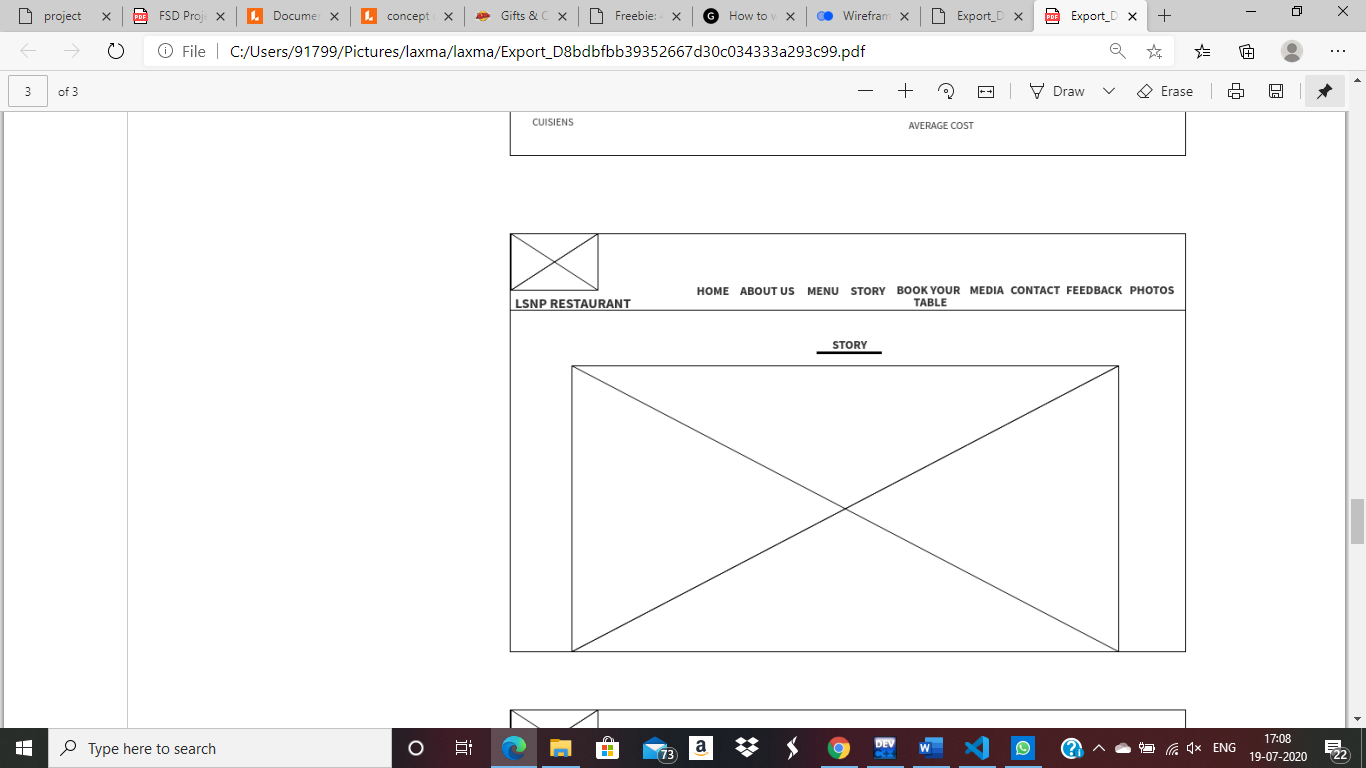 project
FSD Proj
Documen
concept
Gifts & C
Freebie:
How to w
Wirefram
Export_D
Export_D
File
C:/Users/91799/Pictures/laxma/laxma/Export_D8bdbfbb39352667d30c034333a293c99.pdf
3 of 3
Draw
Erase
CUISIENS
AVERAGE COST
LSNP RESTAURANT
HOME ABOUT US MENU STORY BOOK YOUR TABLE MEDIA CONTACT FEEDBACK PHOTOS
STORY
Type here to search
73
DEV
ENG
17:08
19-07-2020
22